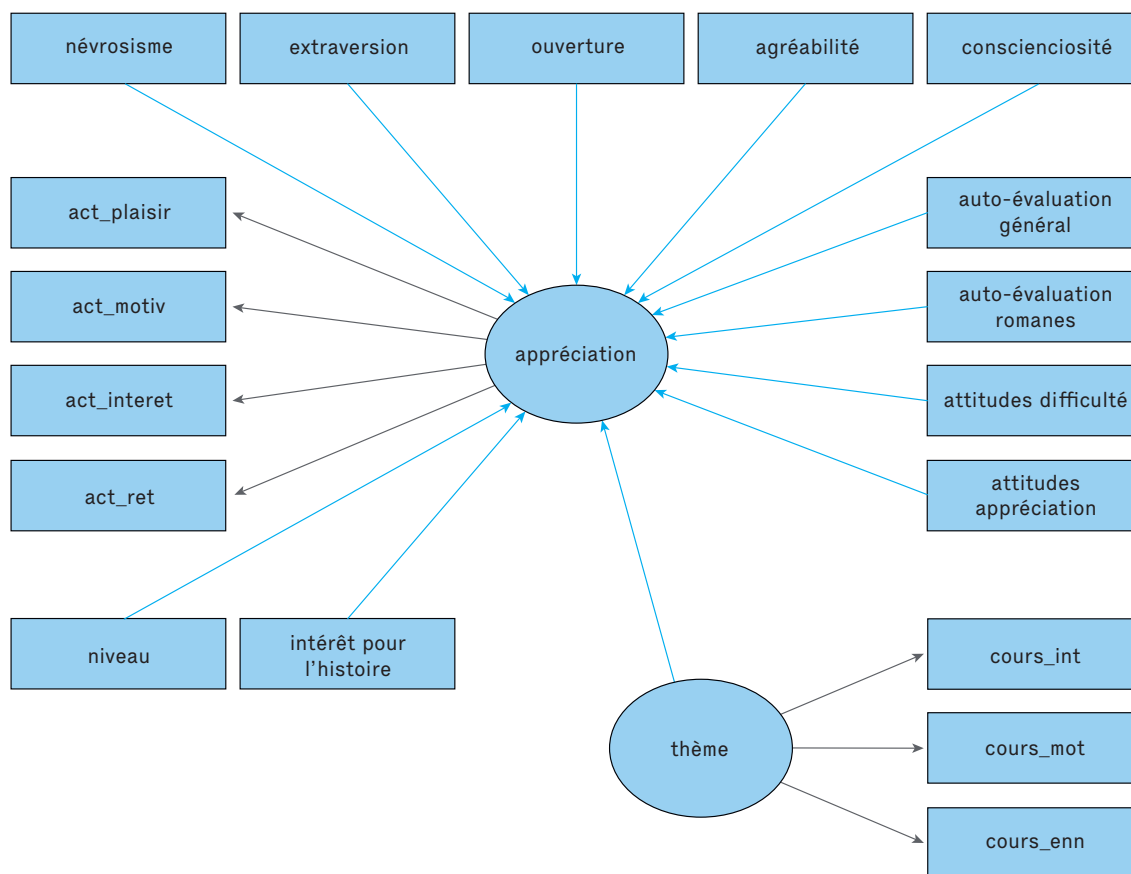 névrosisme
extraversion
ouverture
agréabilité
conscienciosité
act_plaisir
auto-évaluation
général
act_motiv
auto-évaluation
romanes
appréciation
act_interet
attitudes difficulté
act_ret
attitudes
appréciation
niveau
intérêt pour
l'histoire
cours_int
thème
cours_mot
cours_enn